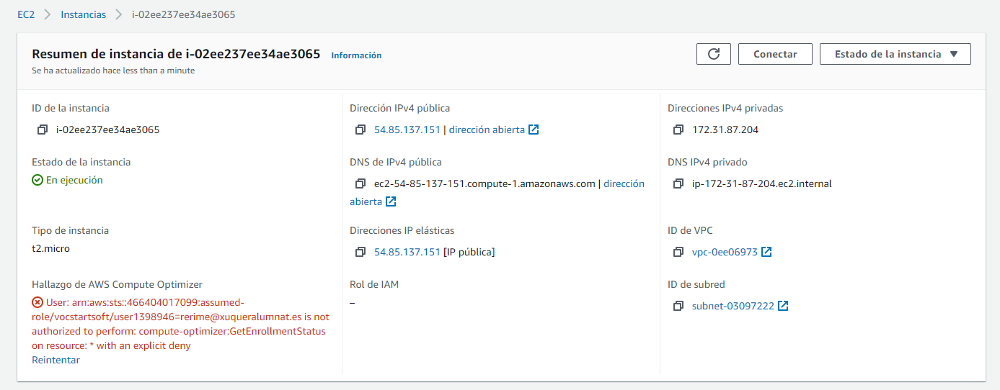 EC2 > Instancias > i-02ee237ee34ae3065
Resumen de instancia de i-02ee237ee34ae3065 Información
Se ha actualizado hace less than a minute
Conectar
Estado de la instancia
ID de la instancia
i-02ee237ee34ae3065
Estado de la instancia
En ejecución
Tipo de instancia
t2.micro
Hallazgo de AWS Compute Optimizer
User: arn:aws:sts::466404017099:assumed-
role/vocstartsoft/user1398946=rerime@xuqueralumnat.es is not
authorized to perform: compute-optimizer:GetEnrollmentStatus
on resource: * with an explicit deny
Reintentar
Dirección IPv4 pública
54.85.137.151 | dirección abierta
DNS de IPv4 pública
ec2-54-85-137-151.compute-1.amazonaws.com | dirección
abierta
Direcciones IP elásticas
54.85.137.151 [IP pública]
Rol de IAM
–
Direcciones IPv4 privadas
172.31.87.204
DNS IPv4 privado
ip-172-31-87-204.ec2.internal
ID de VPC
vpc-0ee06973
ID de subred
subnet-03097222